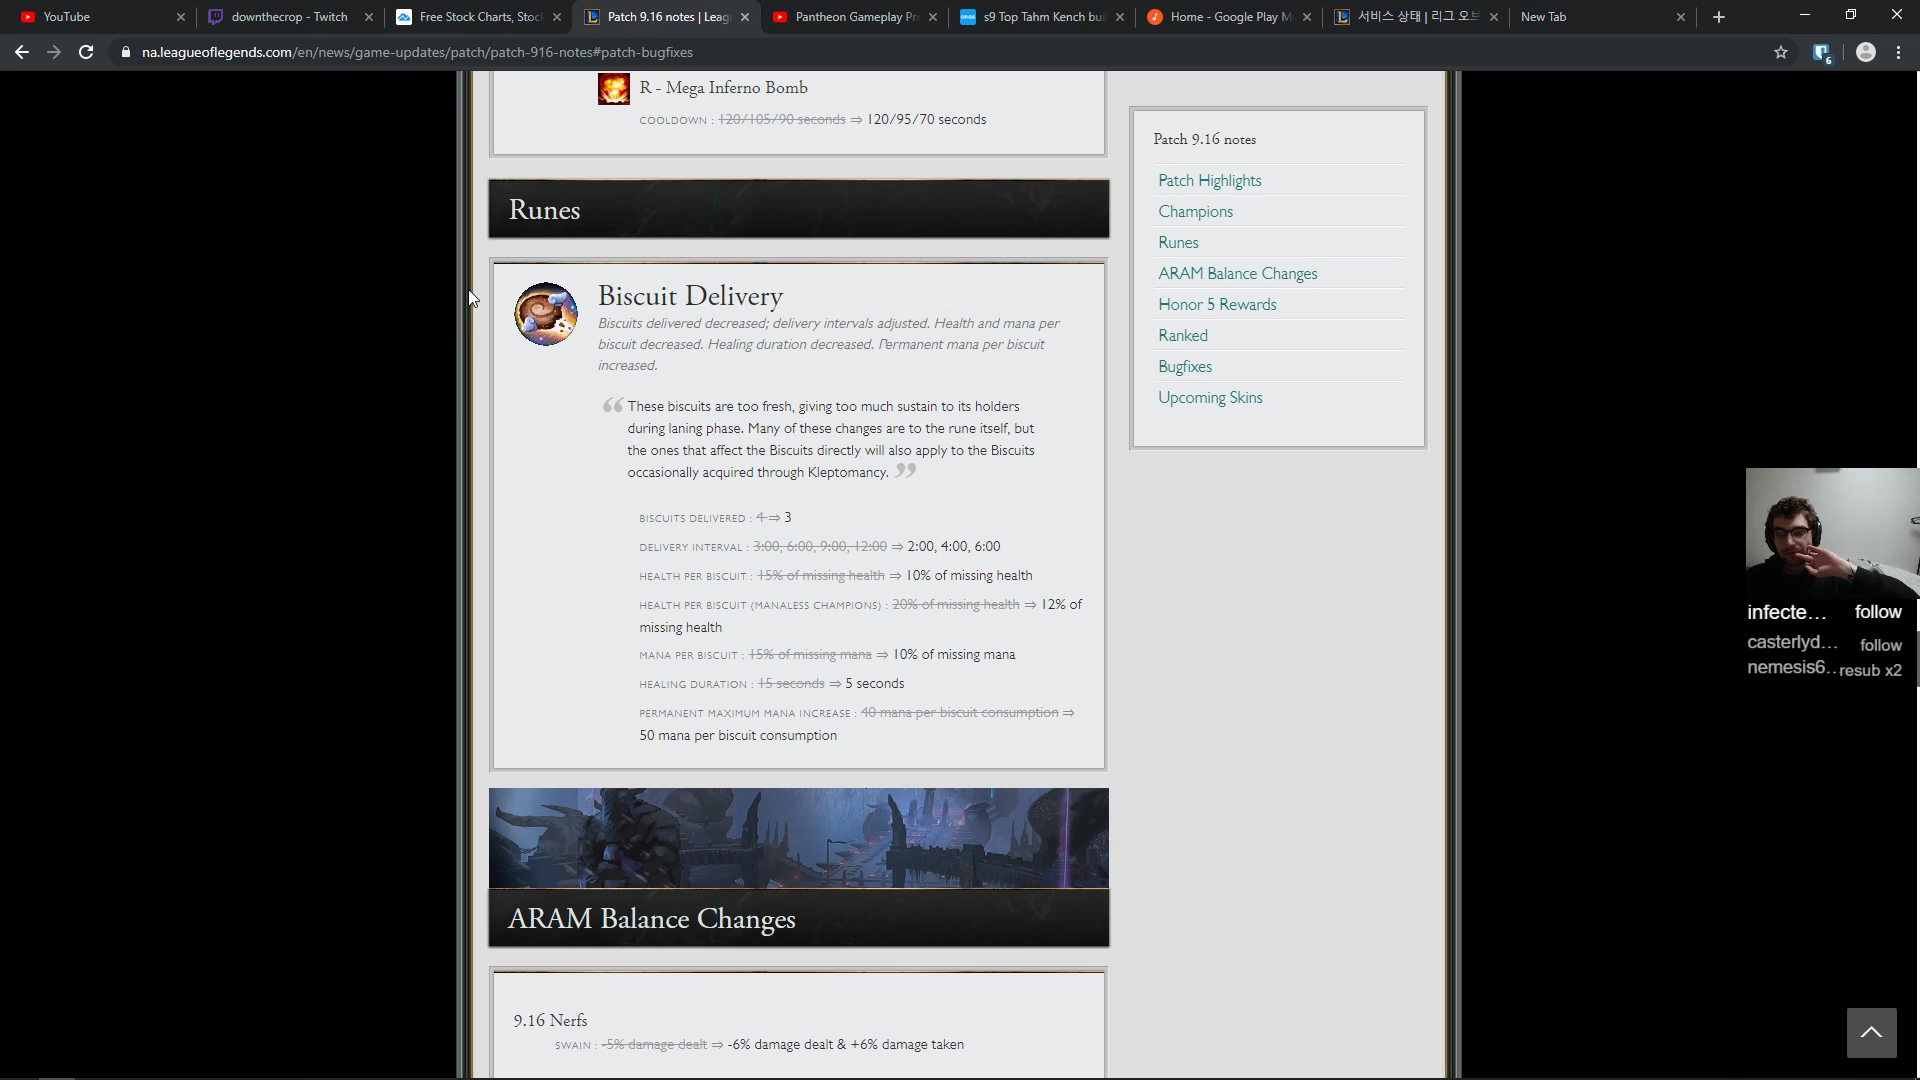 YouTube
downthecrop - Twitch
Free Stock Charts, Stoc
Patch 9.16 notes | Leag
Pantheon Gameplay Pr
s9 Top Tahm Kench bui
Home - Google Play M
서비스 상태 | 리그 오브
New Tab
na.leagueoflegends.com/en/news/game-updates/patch/patch-916-notes#patch-bugfixes
6
R - Mega Inferno Bomb
COOLDOWN : 120/105/90 seconds ⇒ 120/95/70 seconds
Runes
Biscuit Delivery
Biscuits delivered decreased; delivery intervals adjusted. Health and mana per
biscuit decreased. Healing duration decreased. Permanent mana per biscuit
increased.
“ These biscuits are too fresh, giving too much sustain to its holders
during laning phase. Many of these changes are to the rune itself, but
the ones that affect the Biscuits directly will also apply to the Biscuits
occasionally acquired through Kleptomancy. ”
BISCUITS DELIVERED : 4 ⇒ 3
DELIVERY INTERVAL : 3:00, 6:00, 9:00, 12:00 ⇒ 2:00, 4:00, 6:00
HEALTH PER BISCUIT : 15% of missing health ⇒ 10% of missing health
HEALTH PER BISCUIT (MANALESS CHAMPIONS) : 20% of missing health ⇒ 12% of
missing health
MANA PER BISCUIT : 15% of missing mana ⇒ 10% of missing mana
HEALING DURATION : 15 seconds ⇒ 5 seconds
PERMANENT MAXIMUM MANA INCREASE : 40 mana per biscuit consumption ⇒
50 mana per biscuit consumption
ARAM Balance Changes
9.16 Nerfs
SWAIN : -5% damage dealt ⇒ -6% damage dealt & +6% damage taken
Patch 9.16 notes
Patch Highlights
Champions
Runes
ARAM Balance Changes
Honor 5 Rewards
Ranked
Bugfixes
Upcoming Skins
infecte... follow
casterlyd... follow
nemesis6.. resub x2